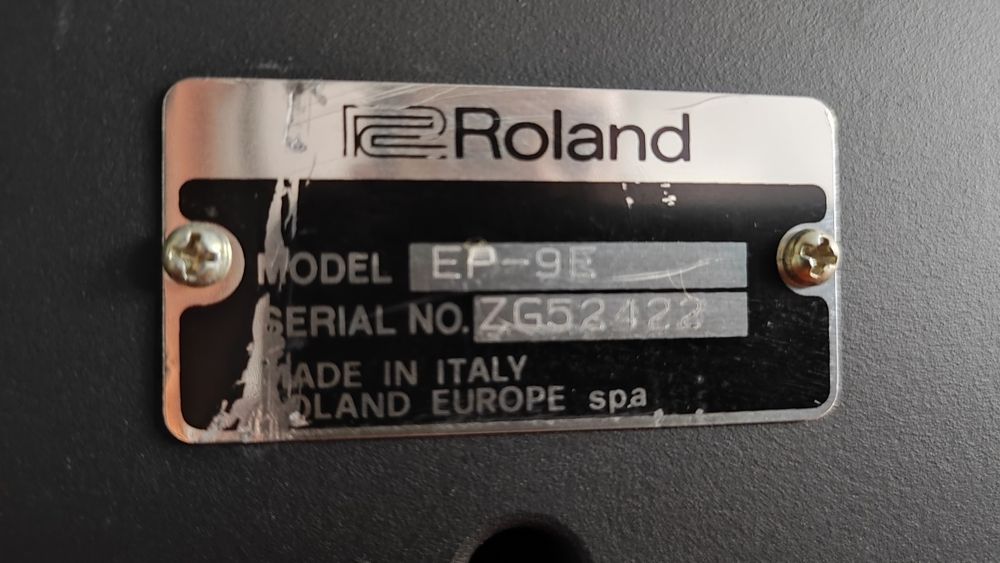 Roland
MODEL EP-9E
SERIAL NO. ZG52422
MADE IN ITALY
ROLAND EUROPE spa